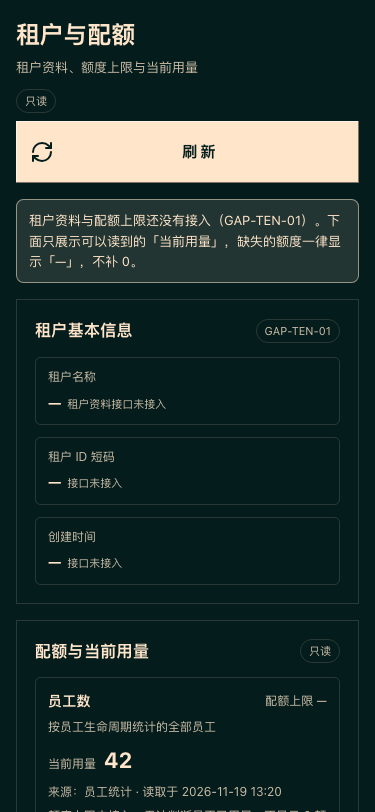 租户与配额
租户资料、额度上限与当前用量
只读
刷新
租户资料与配额上限还没有接入（GAP-TEN-01）。下
面只展示可以读到的「当前用量」，缺失的额度一律显
示「—」，不补 0。
租户基本信息
GAP-TEN-01
租户名称
— 租户资料接口未接入
租户 ID 短码
— 接口未接入
创建时间
— 接口未接入
配额与当前用量
只读
员工数
配额上限 —
按员工生命周期统计的全部员工
当前用量 42
来源：员工统计 · 读取于 2026-11-19 13:20